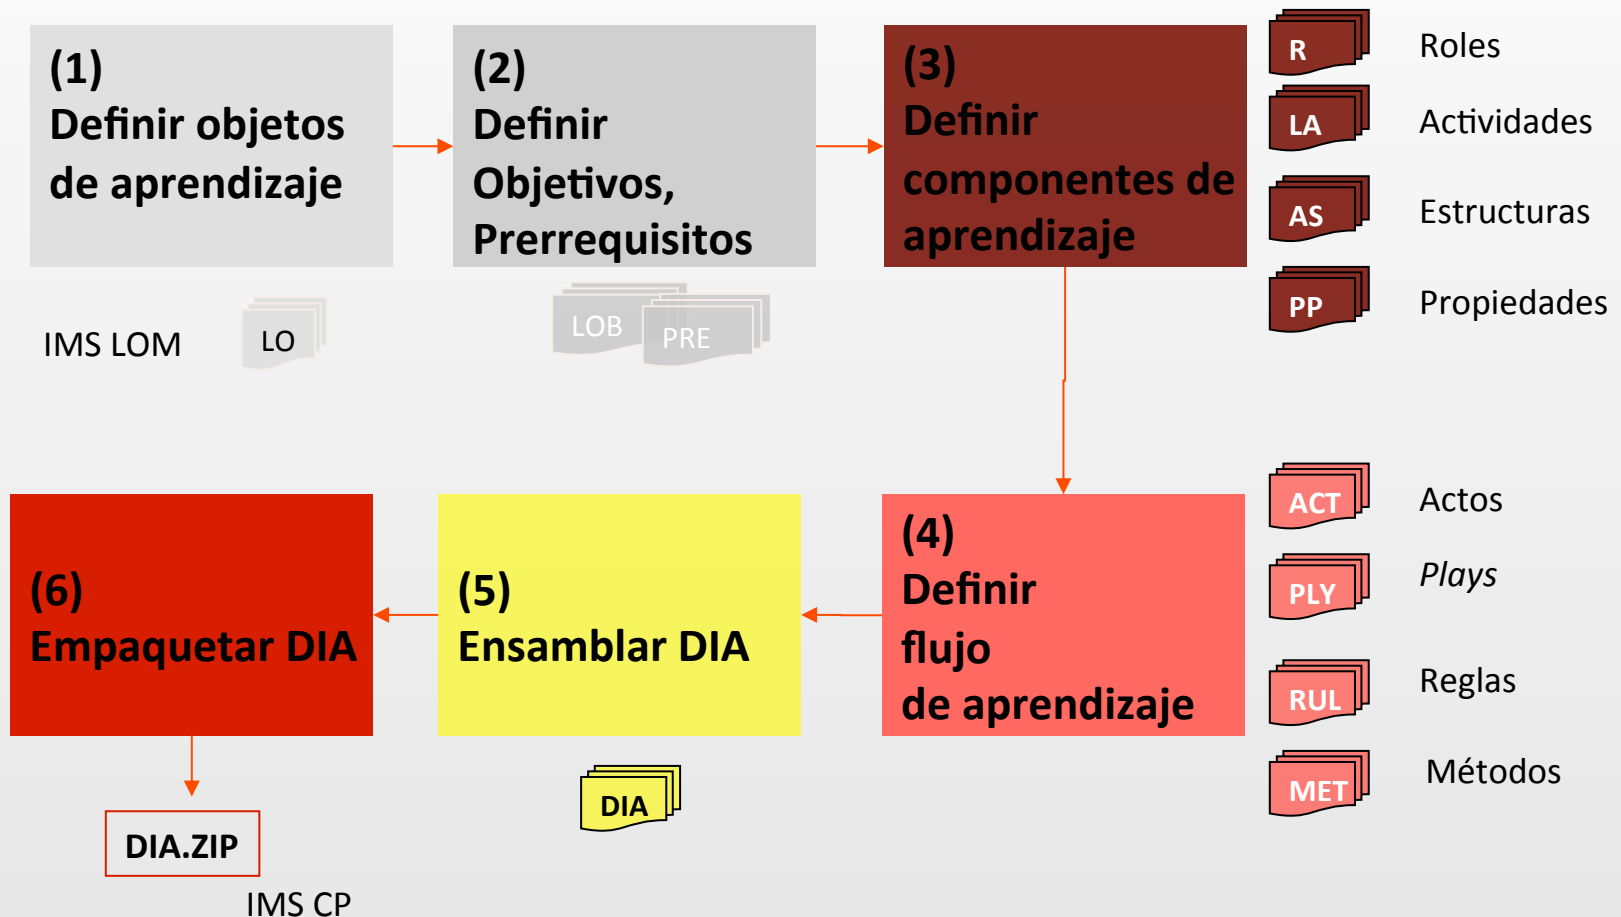 (1)
Definir objetos
de aprendizaje
(2)
Definir
Objetivos,
Prerrequisitos
(3)
Definir
componentes de
aprendizaje
R
Roles
LA
Actividades
AS
Estructuras
PP
Propiedades
IMS LOM
LO
LOB
PRE
(4)
Definir
flujo
de aprendizaje
ACT
Actos
PLY
Plays
RUL
Reglas
MET
Métodos
(5)
Ensamblar DIA
DIA
(6)
Empaquetar DIA
DIA.ZIP
IMS CP